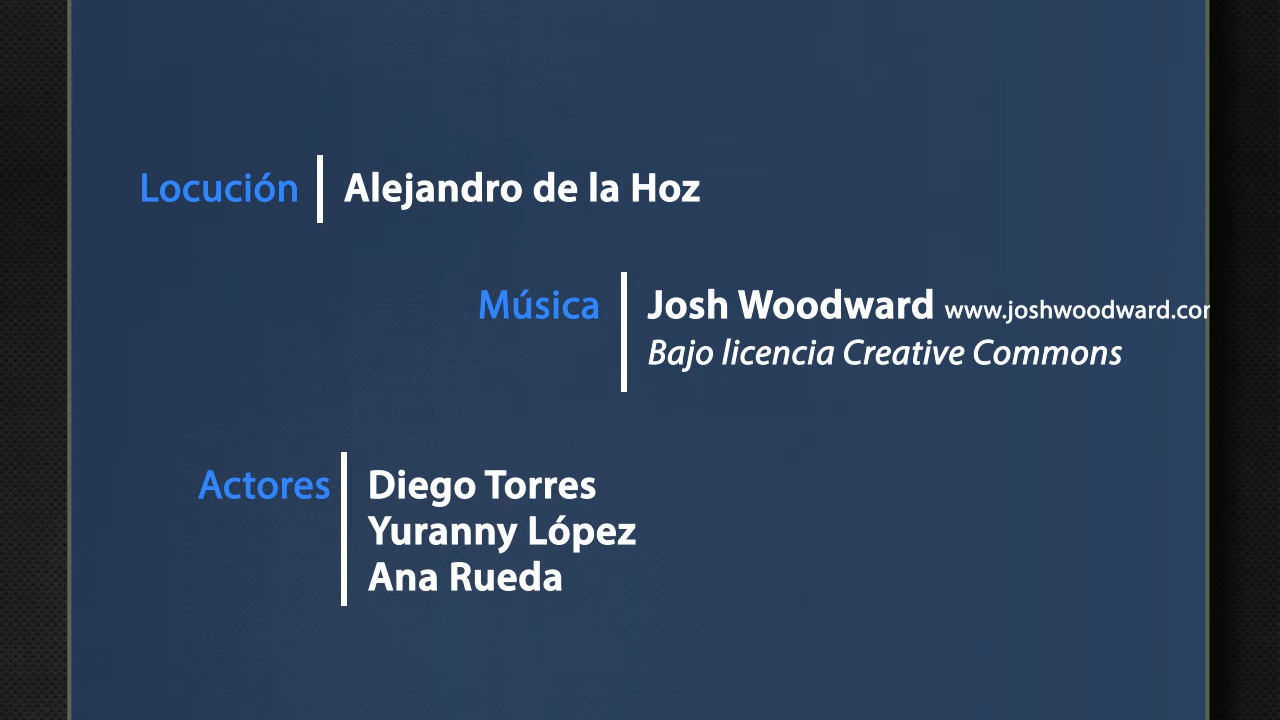 Locución Alejandro de la Hoz
Música Josh Woodward www.joshwoodward.cor
Bajo licencia Creative Commons
Actores Diego Torres
Yuranny López
Ana Rueda